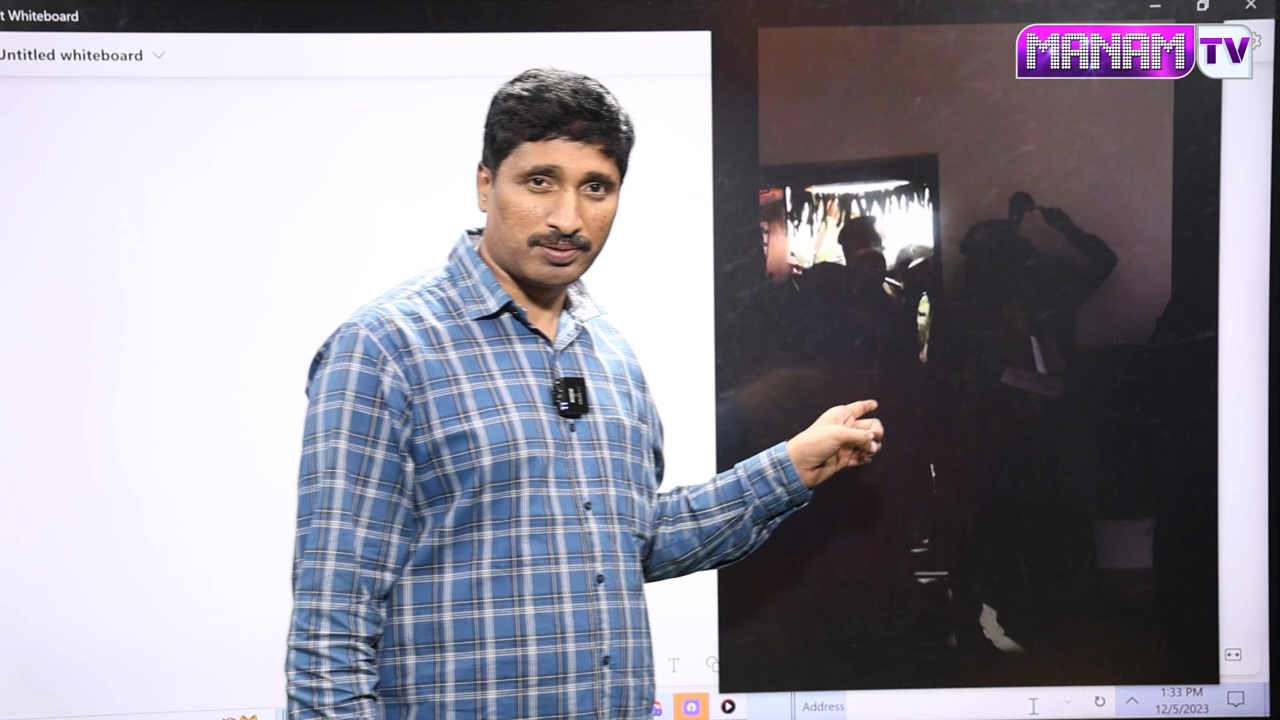 t Whiteboard
MANAM TV
Untitled whiteboard
T
Address
1:33 PM
12/5/2023